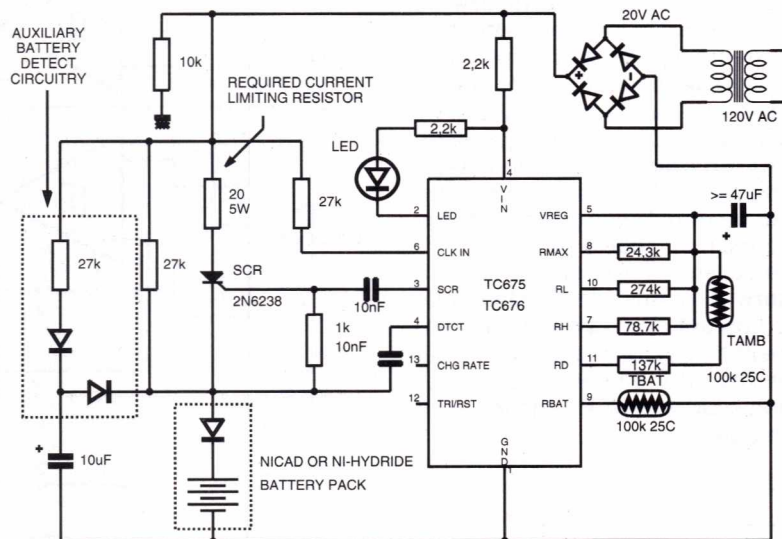 AUXILIARY
BATTERY
DETECT
CIRCUITRY
10k
REQUIRED CURRENT
LIMITING RESISTOR
2,2k
20V AC
+
-
120V AC
LED
2,2k
20
5W
27k
27k
27k
SCR
2N6238
10nF
1k
10nF
1
4
V
I
N
2
LED
6
CLK IN
3
SCR
4
DTCT
13
CHG RATE
12
TRI/RST
TC675
TC676
VREG
5
RMAX
8
RL
10
RH
7
RD
11
RBAT
9
G
N
D
1
>= 47uF
+
24,3k
274k
78,7k
137k
TBAT
100k 25C
TAMB
100k 25C
+
10uF
NICAD OR NI-HYDRIDE
BATTERY PACK